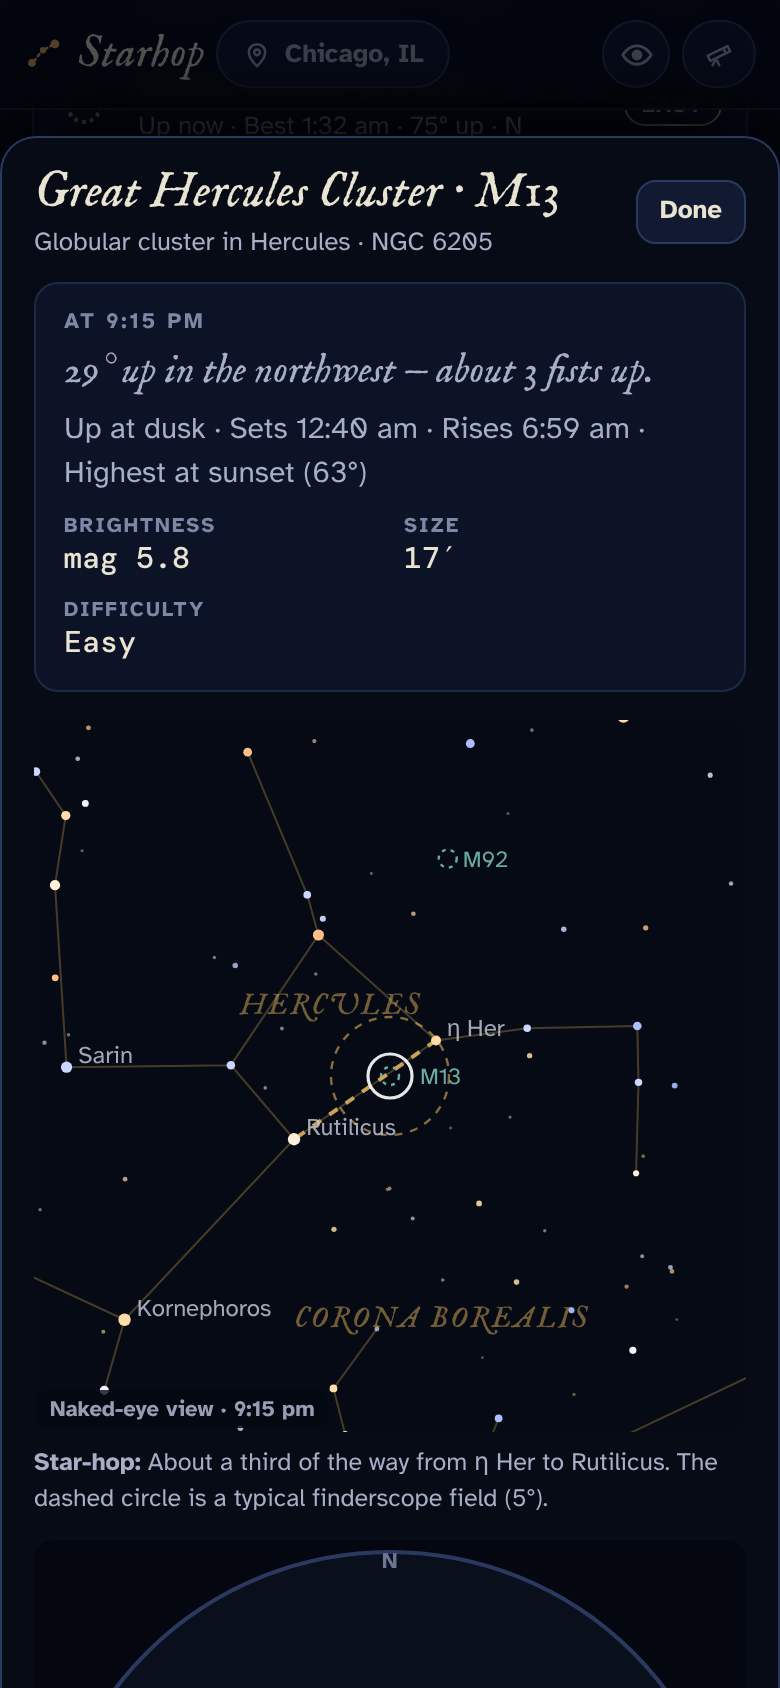 Starhop
Chicago, IL
Up now · Best 1:32 am · 75° up · N
EASY
Great Hercules Cluster · M13
Done
Globular cluster in Hercules · NGC 6205
AT 9:15 PM
29° up in the northwest — about 3 fists up.
Up at dusk · Sets 12:40 am · Rises 6:59 am ·
Highest at sunset (63°)
BRIGHTNESS
mag 5.8
SIZE
17′
DIFFICULTY
Easy
M92
HERCULES
η Her
Sarin
M13
Rutilicus
Kornephoros
CORONA BOREALIS
Naked-eye view · 9:15 pm
Star-hop: About a third of the way from η Her to Rutilicus. The
dashed circle is a typical finderscope field (5°).
N